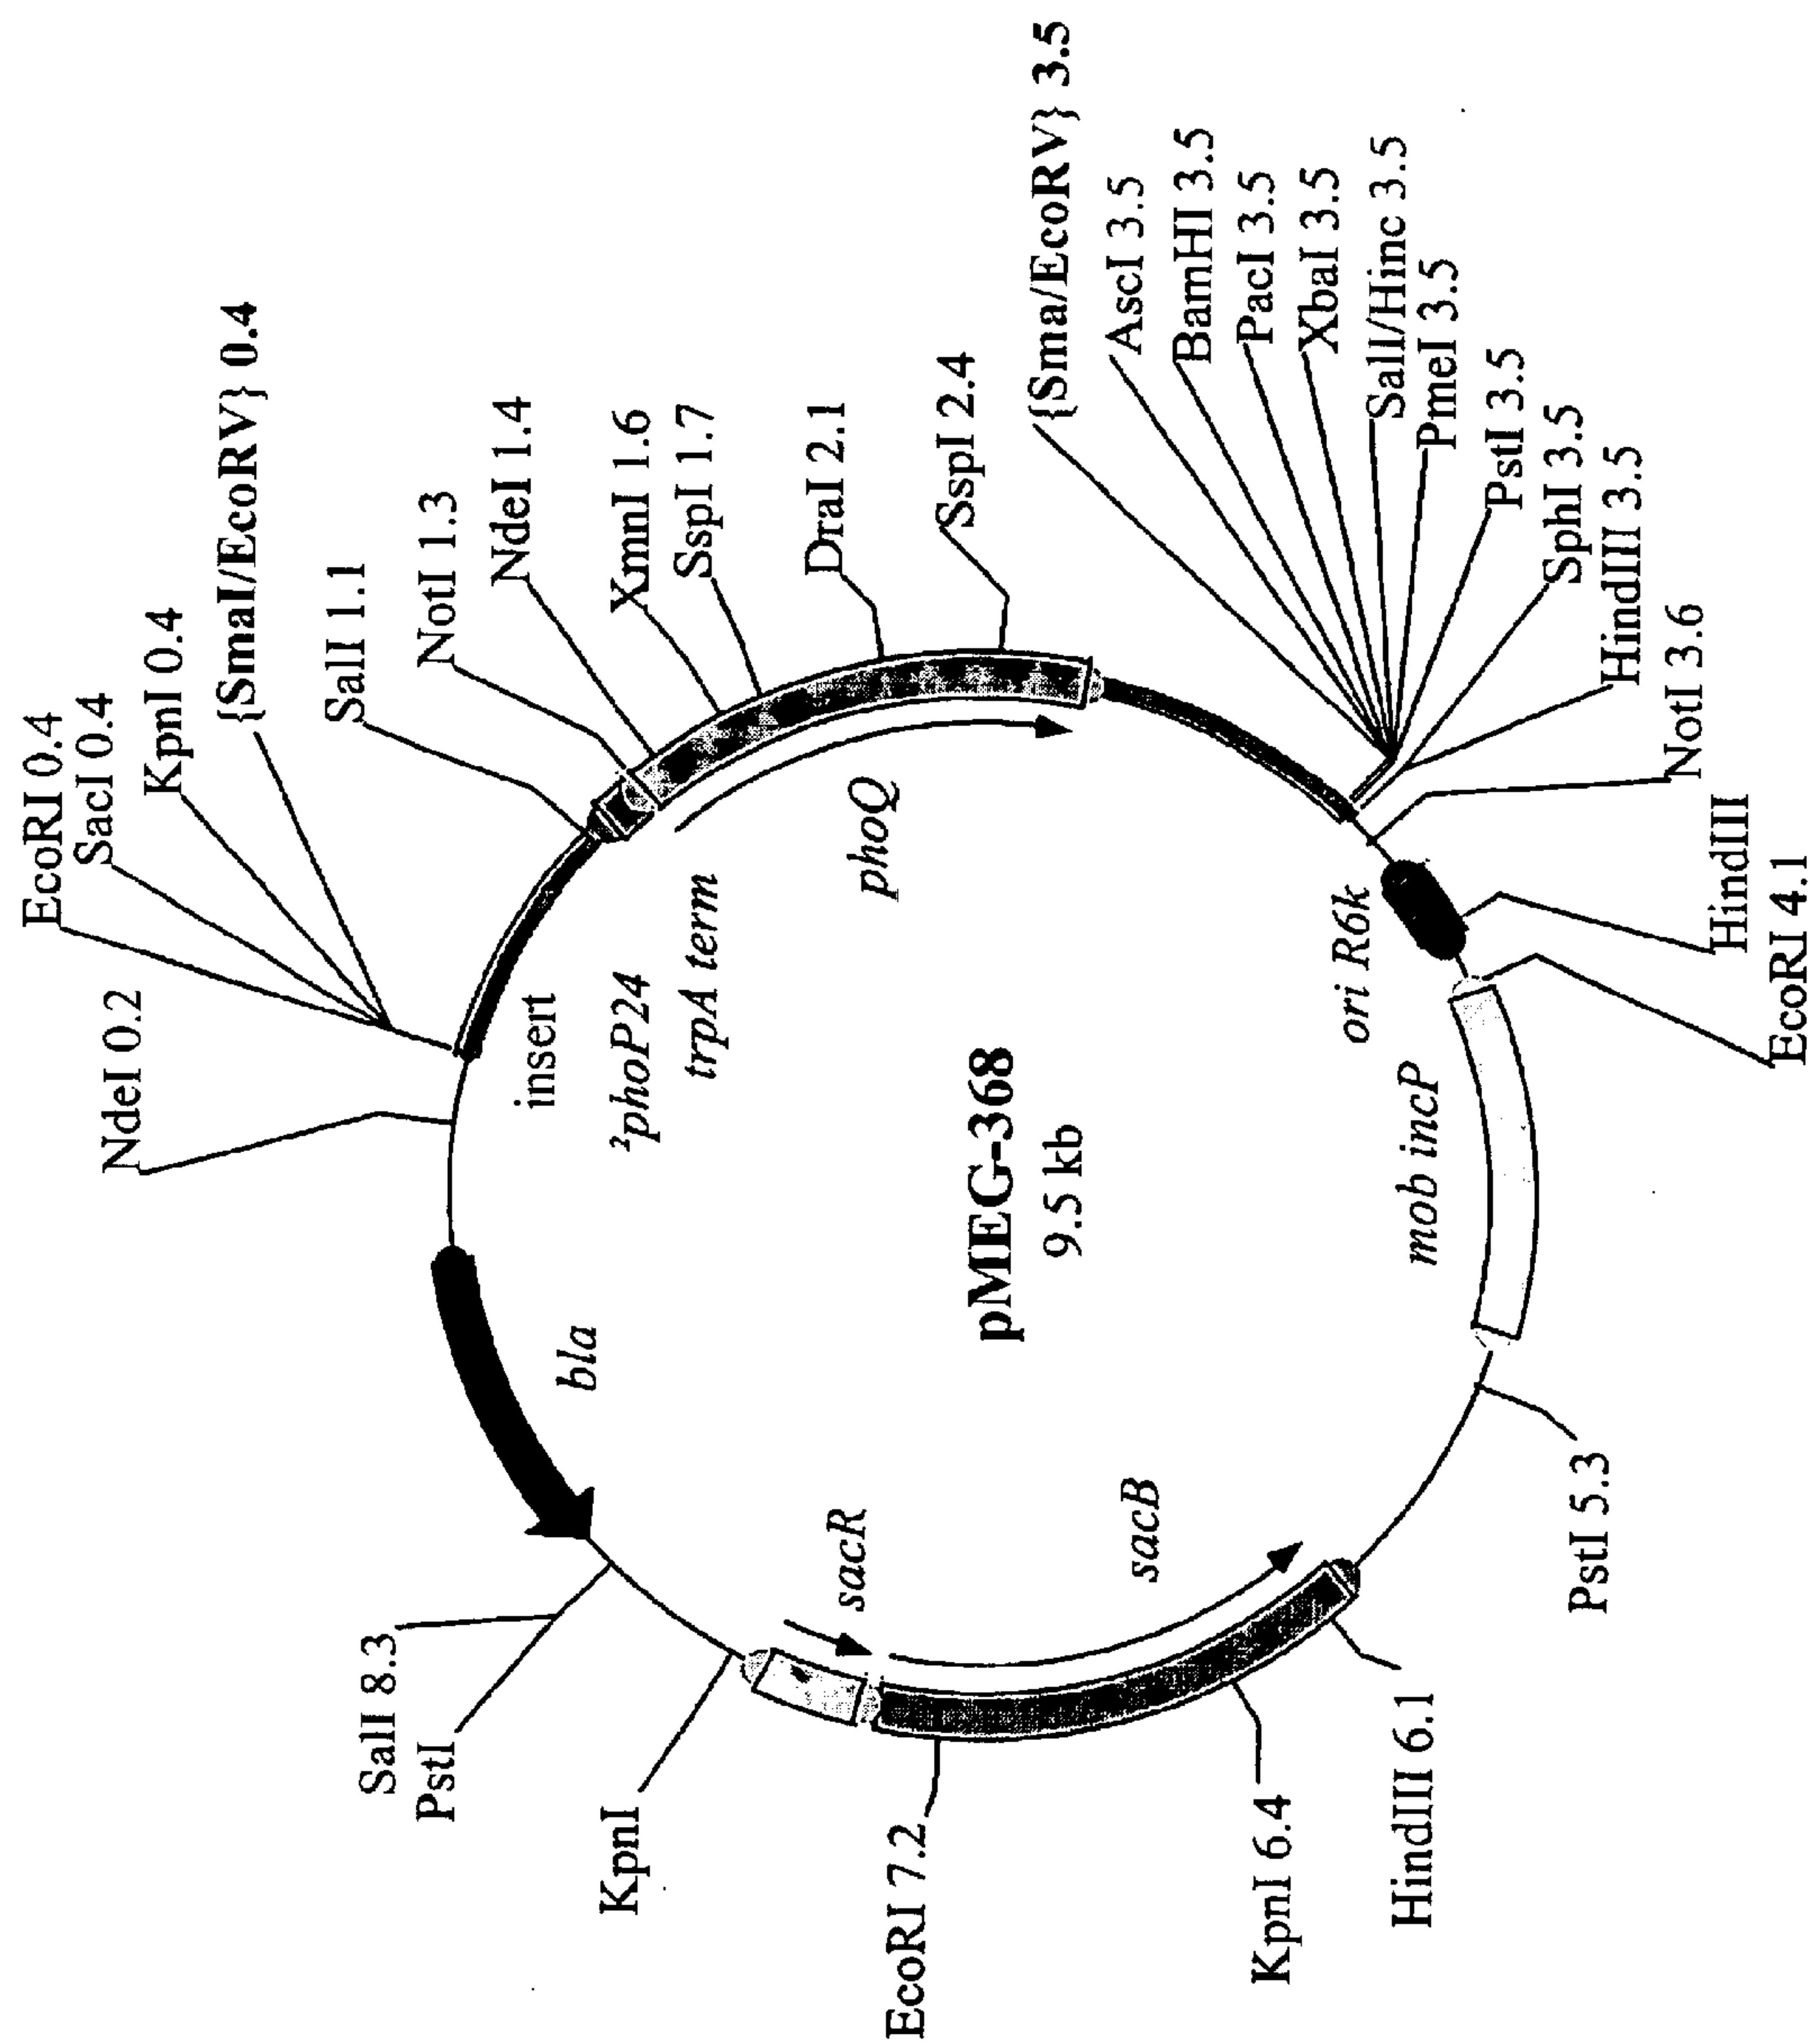 NdeI 0.2
EcoRI 0.4
SacI 0.4
KpnI 0.4
{SmaI/EcoRV} 0.4
SalI 1.1
NotI 1.3
NdeI 1.4
XmnI 1.6
SspI 1.7
DraI 2.1
SspI 2.4
{Sma/EcoRV} 3.5
AscI 3.5
BamHI 3.5
PacI 3.5
XbaI 3.5
SalI/Hinc 3.5
PmeI 3.5
PstI 3.5
SphI 3.5
HindIII 3.5
NotI 3.6
HindIII
EcoRI 4.1
PstI 5.3
HindIII 6.1
KpnI 6.4
EcoRI 7.2
KpnI
PstI
SalI 8.3
insert
³phoP24
trpA term
phoQ
ori R6k
mob incP
sacB
sacR
bla
pMEG-368
9.5 kb